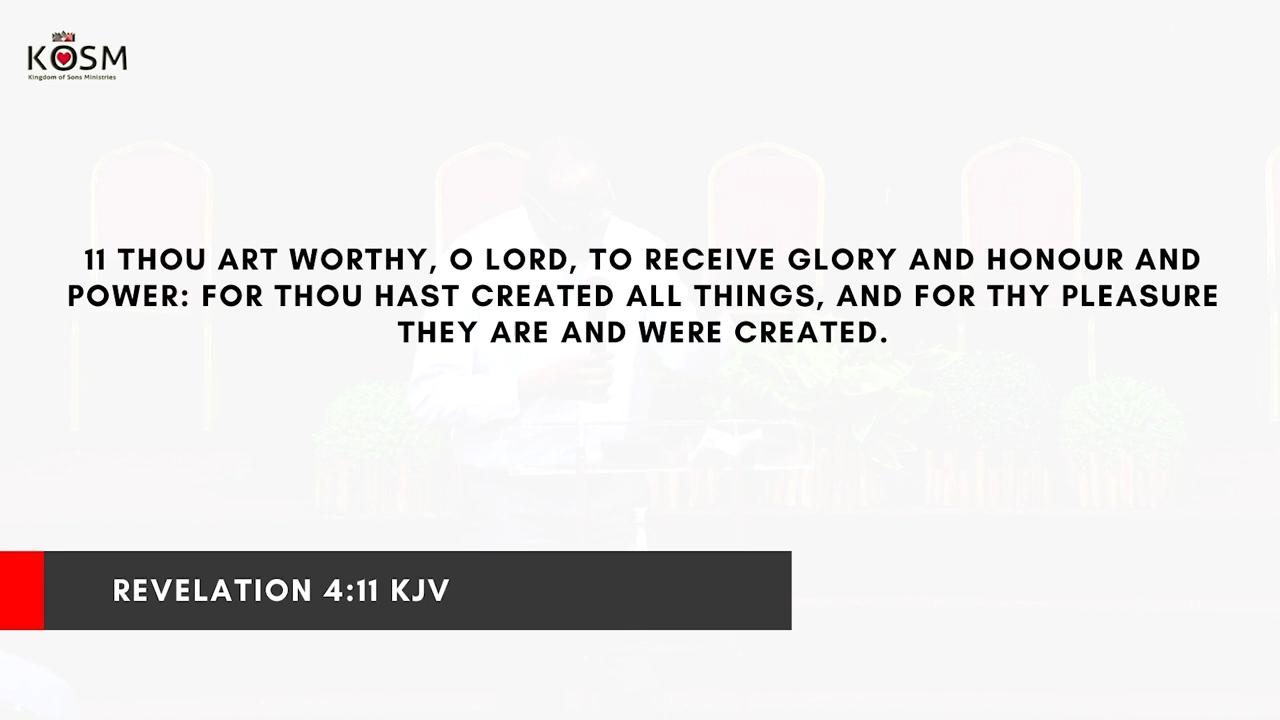 KOSM
Kingdom of Sons Ministries
11 THOU ART WORTHY, O LORD, TO RECEIVE GLORY AND HONOUR AND
POWER: FOR THOU HAST CREATED ALL THINGS, AND FOR THY PLEASURE
THEY ARE AND WERE CREATED.
REVELATION 4:11 KJV